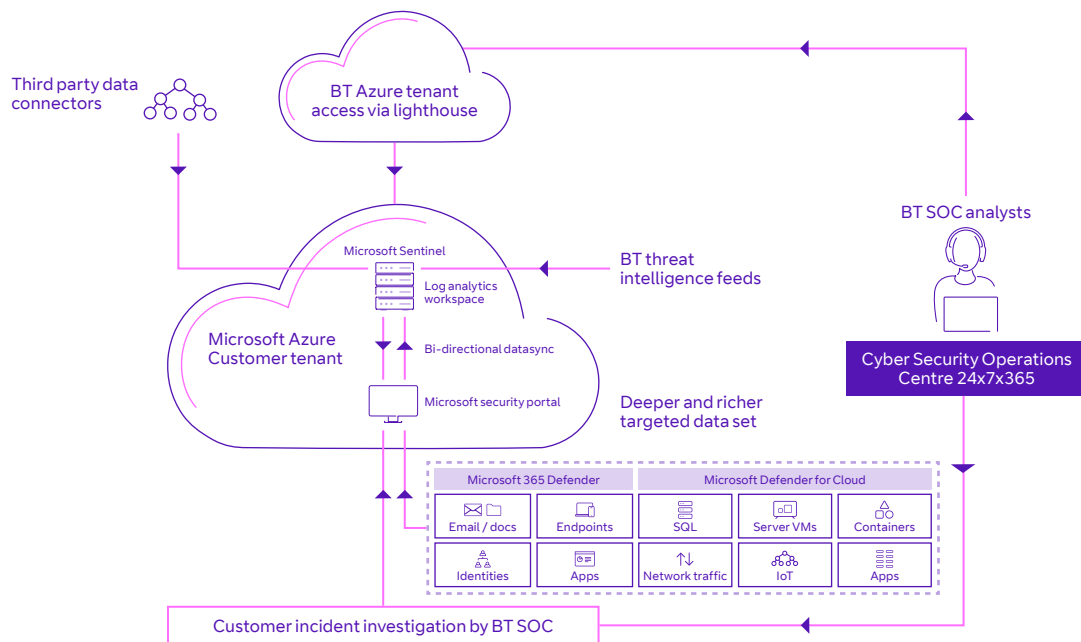 Third party data
connectors
BT Azure tenant
access via lighthouse
BT SOC analysts
Microsoft Sentinel
BT threat
intelligence feeds
Log analytics
workspace
Microsoft Azure
Customer tenant
Bi-directional datasync
Cyber Security Operations
Centre 24x7x365
Microsoft security portal
Deeper and richer
targeted data set
Microsoft 365 Defender
Microsoft Defender for Cloud
Email / docs
Endpoints
SQL
Server VMs
Containers
Identities
Apps
Network traffic
IoT
Apps
Customer incident investigation by BT SOC